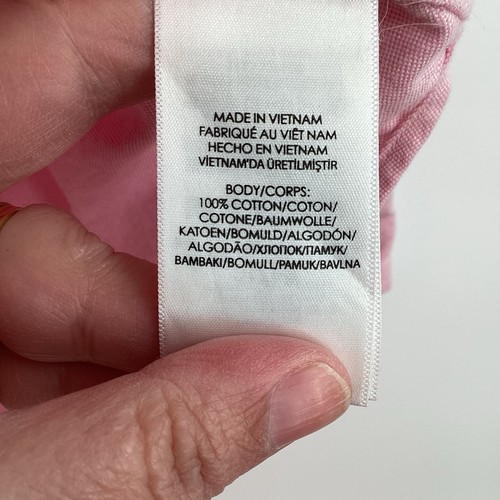 MADE IN VIETNAM
FABRIQUÉ AU VIÊT NAM
HECHO EN VIETNAM
VİETNAM'DA ÜRETİLMİŞTİR
BODY/CORPS:
100% COTTON/COTON/
COTONE/BAUMWOLLE/
KATOEN/BOMULD/ALGODÓN/
ALGODÃO/ХЛОПОК/ПАМУК/
BAMBAKI/BOMULL/PAMUK/BAVLNA